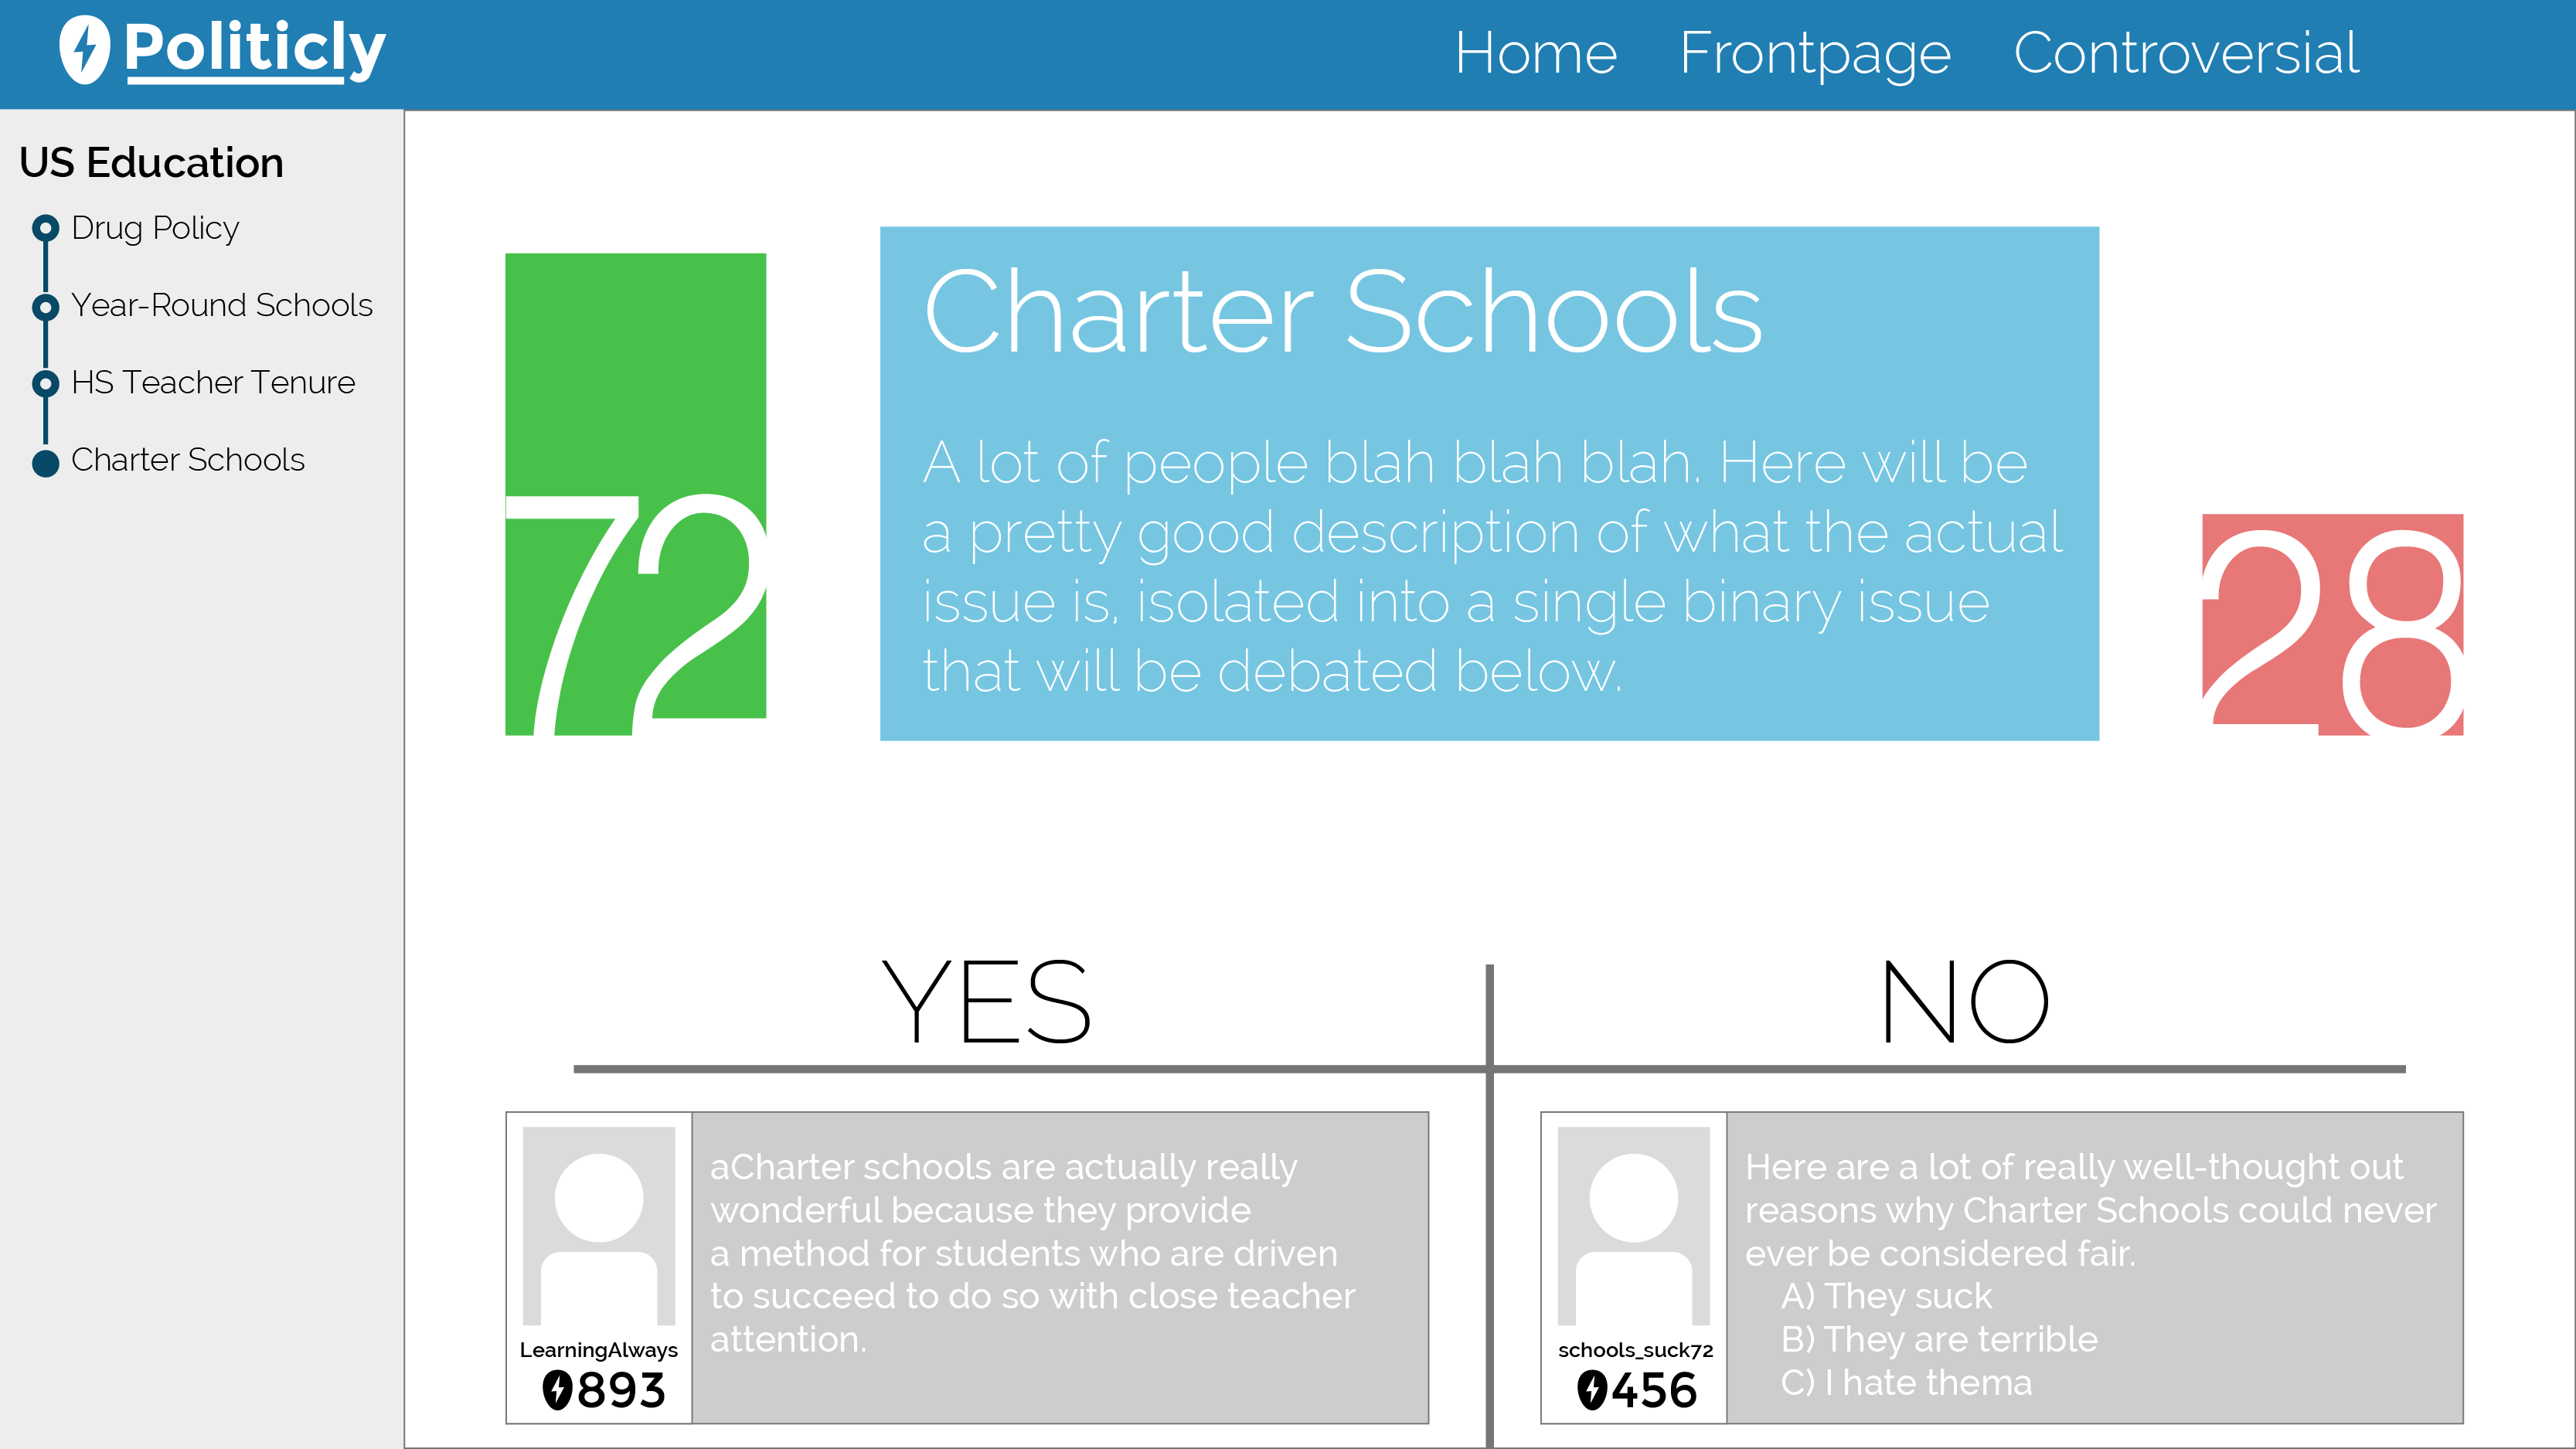 Politicly
Home Frontpage Controversial
US Education
Drug Policy
Year-Round Schools
HS Teacher Tenure
Charter Schools
72
Charter Schools
A lot of people blah blah blah. Here will be
a pretty good description of what the actual
issue is, isolated into a single binary issue
that will be debated below.
28
YES
NO
aCharter schools are actually really
wonderful because they provide
a method for students who are driven
to succeed to do so with close teacher
attention.
LearningAlways
893
Here are a lot of really well-thought out
reasons why Charter Schools could never
ever be considered fair.
A) They suck
B) They are terrible
C) I hate thema
schools_suck72
456